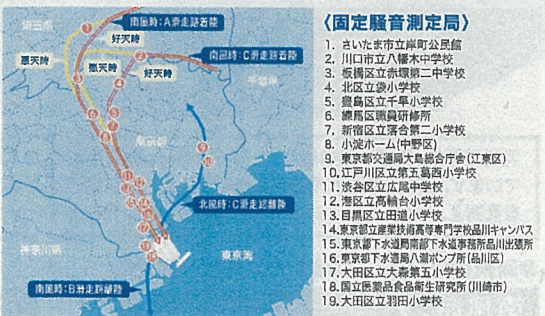 埼玉県
南風時:A滑走路着陸
好天時
南風時:C滑走路着陸
悪天時
悪天時
好天時
千葉県
東京都
北風時:C滑走路離陸
神奈川県
東京湾
南風時:B滑走路離陸
〈固定騒音測定局〉
1. さいたま市立岸町公民館
2. 川口市立八幡木中学校
3. 板橋区立赤塚第二中学校
4. 北区立袋小学校
5. 豊島区立千早小学校
6. 練馬区職員研修所
7. 新宿区立落合第二小学校
8. 小淀ホーム(中野区)
9. 東京都交通局大島総合庁舎(江東区)
10. 江戸川区立第五葛西小学校
11. 渋谷区立広尾中学校
12. 港区立高輪台小学校
13. 目黒区立田道小学校
14. 東京都立産業技術高等専門学校品川キャンパス
15. 東京都下水道局南部下水道事務所品川出張所
16. 東京都下水道局八潮ポンプ所(品川区)
17. 大田区立大森第五小学校
18. 国立医薬品食品衛生研究所(川崎市)
19. 大田区立羽田小学校